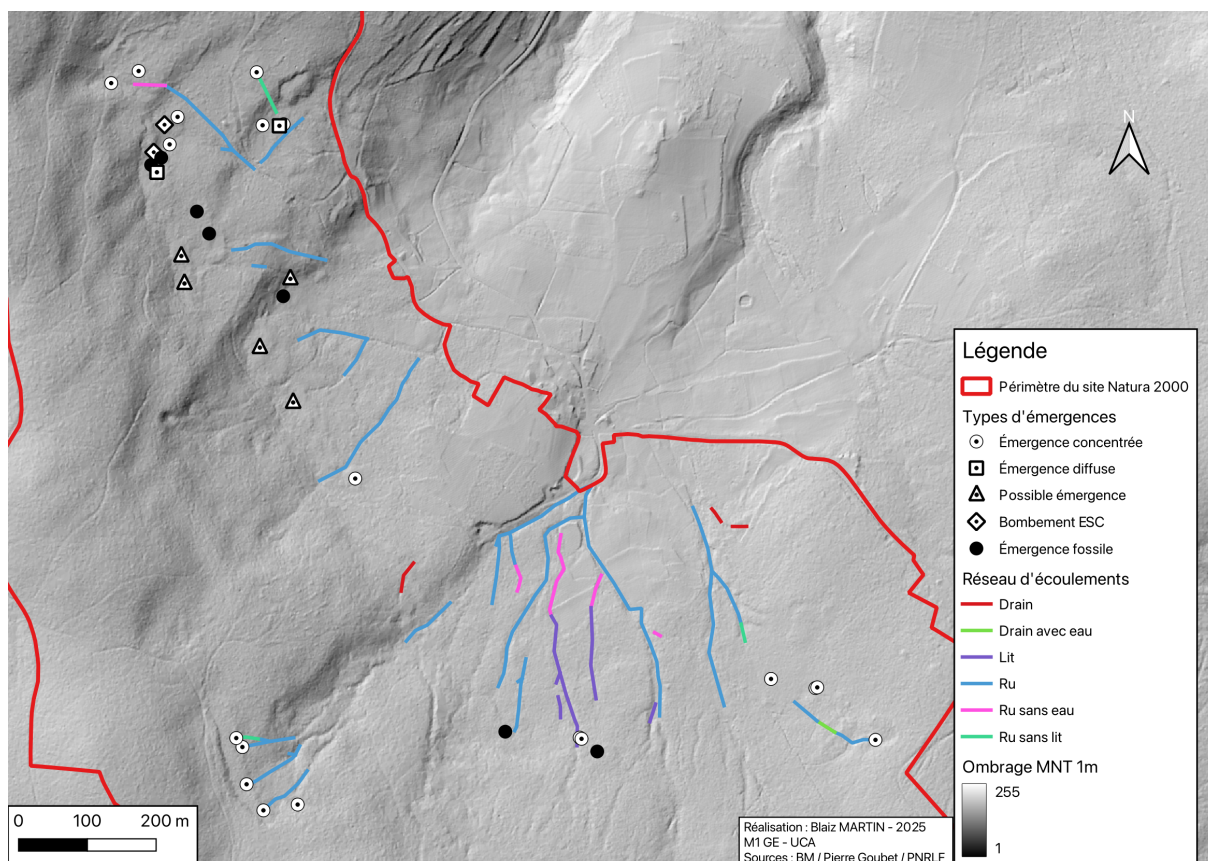 N
Légende
Périmètre du site Natura 2000
Types d'émergences
Émergence concentrée
Émergence diffuse
Possible émergence
Bombement ESC
Émergence fossile
Réseau d'écoulements
Drain
Drain avec eau
Lit
Ru
Ru sans eau
Ru sans lit
Ombrage MNT 1m
255
1
0 100 200 m
Réalisation : Blaiz MARTIN - 2025
M1 GE - UCA
Sources : BM / Pierre Goubet / PNRLF